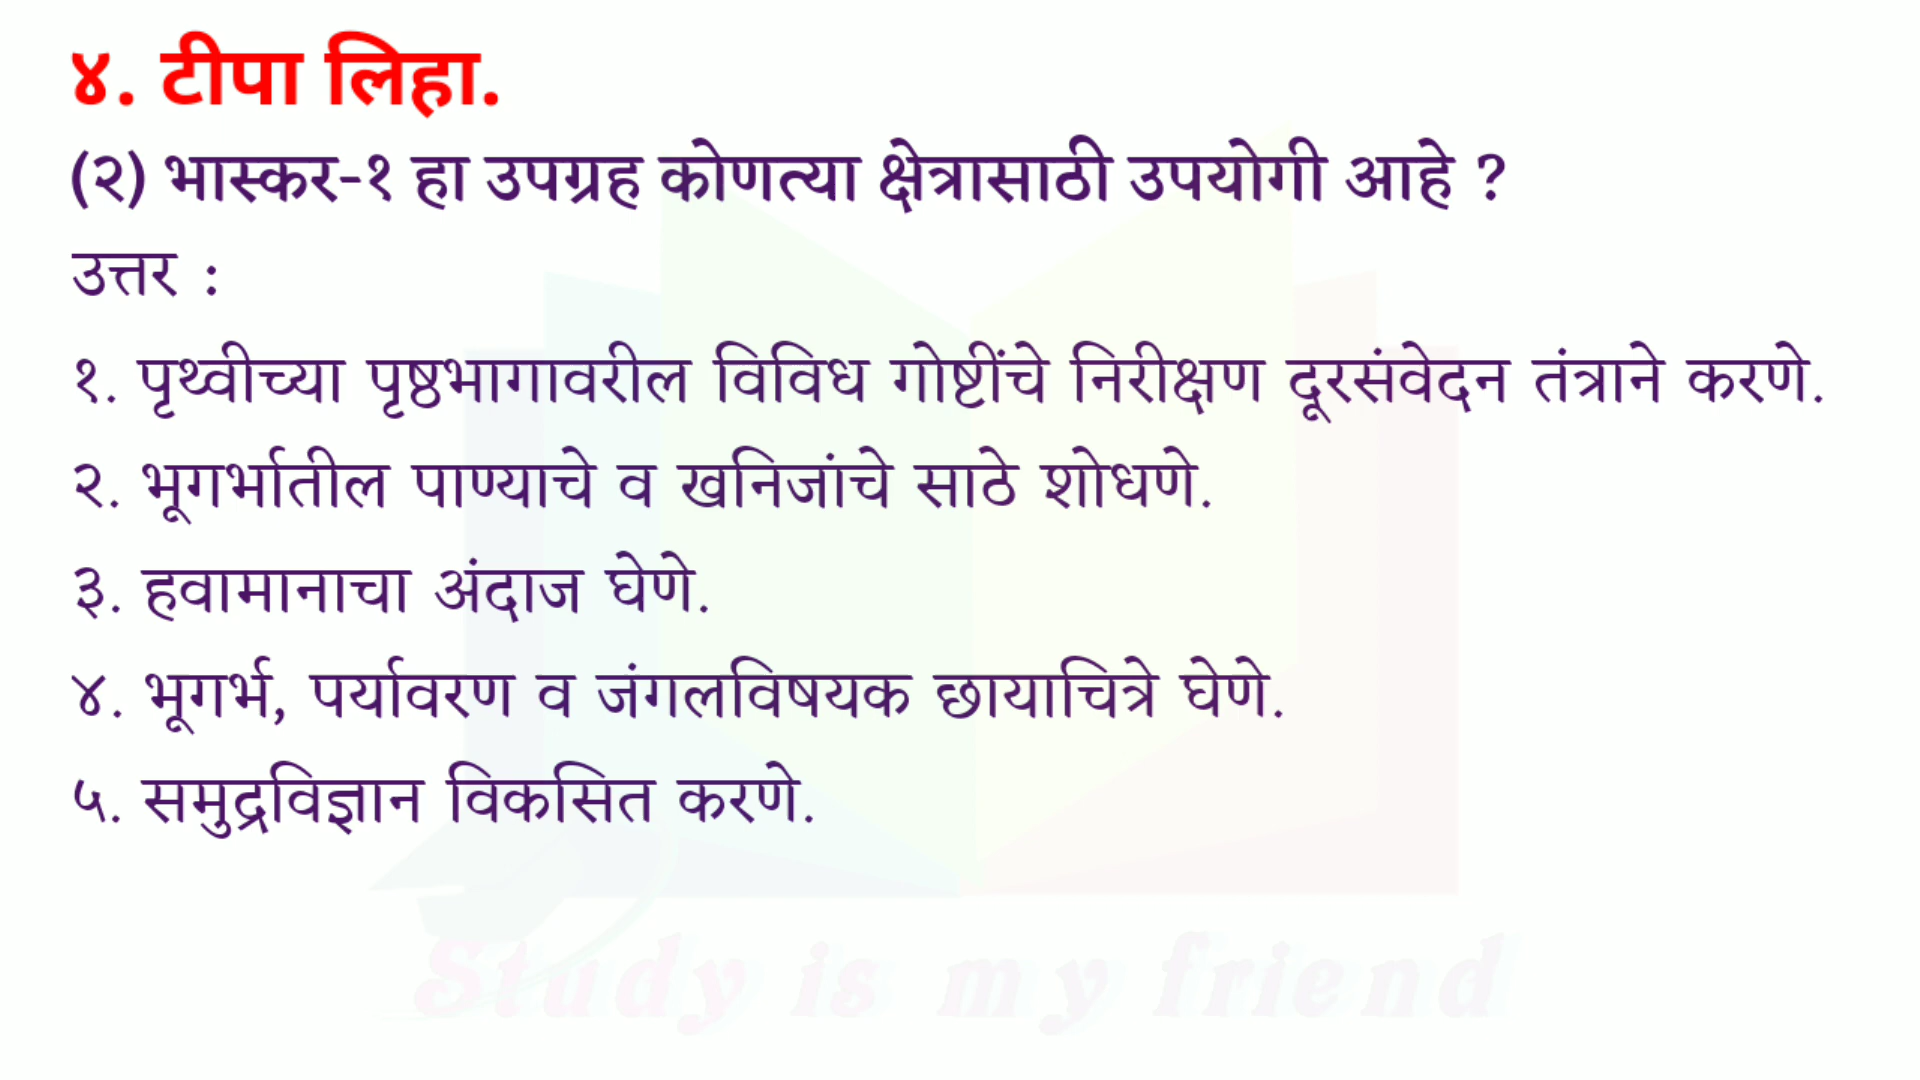 ४. टीपा लिहा.
(२) भास्कर-१ हा उपग्रह कोणत्या क्षेत्रासाठी उपयोगी आहे ?
उत्तर :
१. पृथ्वीच्या पृष्ठभागावरील विविध गोष्टींचे निरीक्षण दूरसंवेदन तंत्राने करणे.
२. भूगर्भातील पाण्याचे व खनिजांचे साठे शोधणे.
३. हवामानाचा अंदाज घेणे.
४. भूगर्भ, पर्यावरण व जंगलविषयक छायाचित्रे घेणे.
५. समुद्रविज्ञान विकसित करणे.
Study is my friend